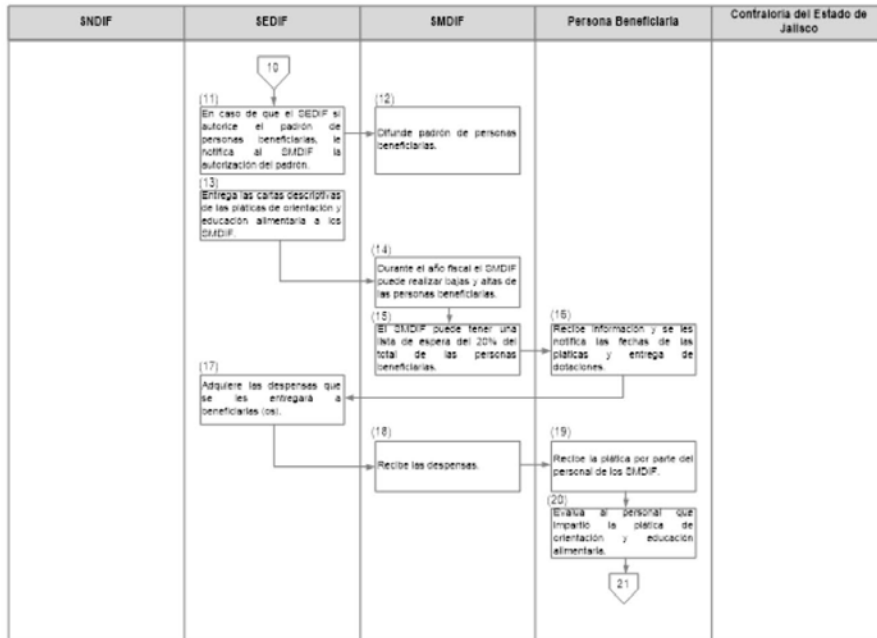 SNDIF
SEDIF
SMDIF
Persona Beneficiaria
Contraloría del Estado de
Jalisco
10
(11)
En caso de que el SEDIF si
autorice el padrón de
personas beneficiarias, le
notifica al SMDIF la
autorización del padrón.
(12)
Difunde padrón de personas
beneficiarias.
(13)
Entrega las cartas descriptivas
de las pláticas de orientación y
educación alimentaria a los
SMDIF.
(14)
Durante el año fiscal el SMDIF
puede realizar bajas y altas de
las personas beneficiarias.
(15)
El SMDIF puede tener una
lista de espera del 20% del
total de las personas
beneficiarias.
(16)
Recibe información y se les
notifica las fechas de las
pláticas y entrega de
dotaciones.
(17)
Adquiere las despensas que
se les entregará a
beneficiarias (os).
(18)
Recibe las despensas.
(19)
Recibe la plática por parte del
personal de los SMDIF.
(20)
Evalúa al personal que
impartió la plática de
orientación y educación
alimentaria.
21